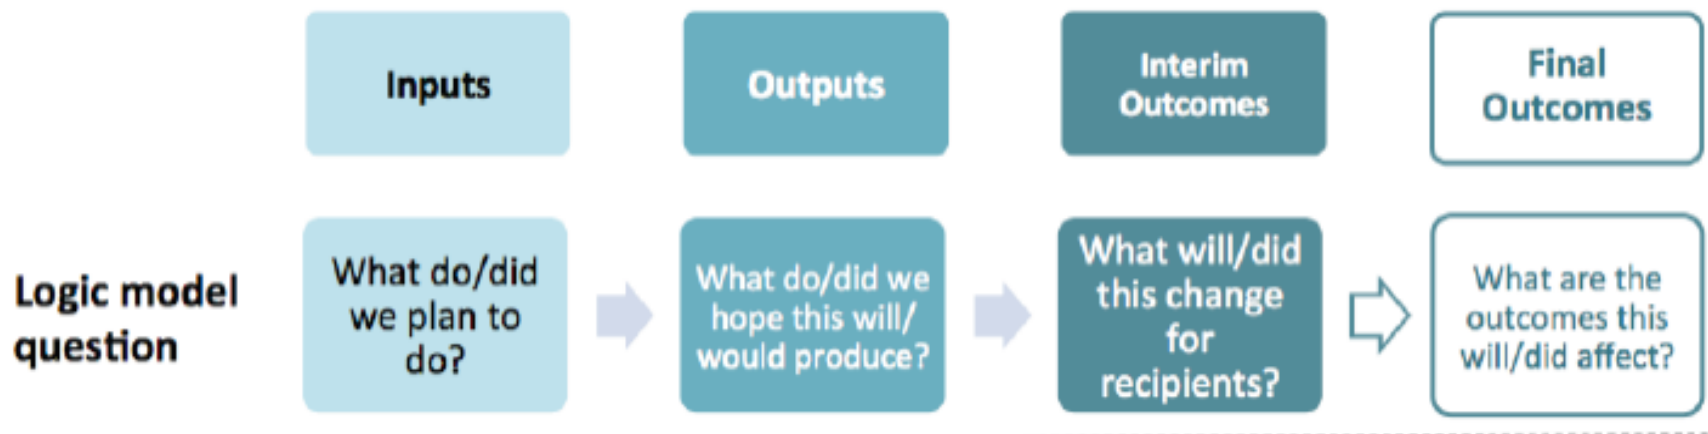 Inputs
Outputs
Interim
Outcomes
Final
Outcomes
Logic model
question
What do/did
we plan to
do?
What do/did we
hope this will/
would produce?
What will/did
this change
for
recipients?
What are the
outcomes this
will/did affect?